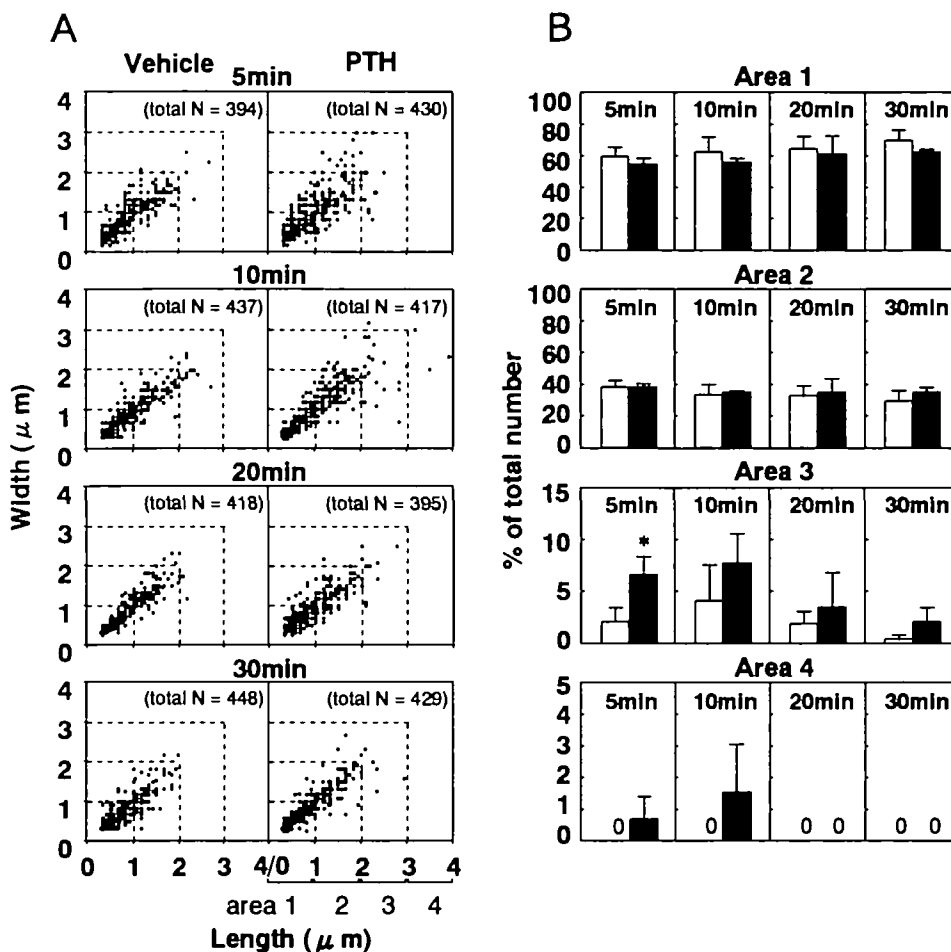 A
Vehicle
PTH
5min
4
(total N = 394)
(total N = 430)
3
2
1
0
10min
4
(total N = 437)
(total N = 417)
3
2
1
0
20min
4
(total N = 418)
(total N = 395)
3
2
1
0
30min
4
(total N = 448)
(total N = 429)
3
2
1
0
0 1 2 3 4/0 1 2 3 4
area 1 2 3 4
Length ( μ m)
Width ( μ m)
B
Area 1
100
80
60
40
20
0
5min 10min 20min 30min
Area 2
100
80
60
40
20
0
5min 10min 20min 30min
Area 3
15
10
5
0
5min 10min 20min 30min
*
Area 4
5
4
3
2
1
0
5min 10min 20min 30min
0 0 0 0 0 0
% of total number